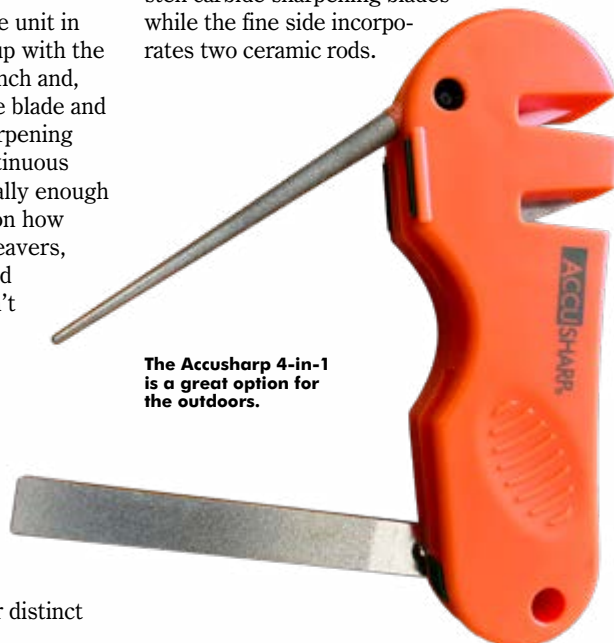 e unit in
up with the
nch and,
e blade and
rpening
tinuous
ally enough
on how
eavers,
d
't
r distinct
sten carbide sharpening blades
while the fine side incorpo-
rates two ceramic rods.
The Accusharp 4-in-1
is a great option for
the outdoors.
ACCUSHARP®